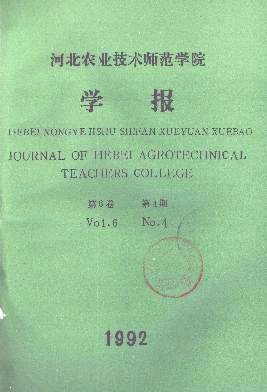 河北农业技术师范学院
学报
HEBEI NONGYE JISHU SHIFAN XUEYUAN XUEBAO
JOURNAL OF HEBEI AGROTECHNICAL
TEACHERS COLLEGE
第6卷 第4期
Vol.6 No.4
1992